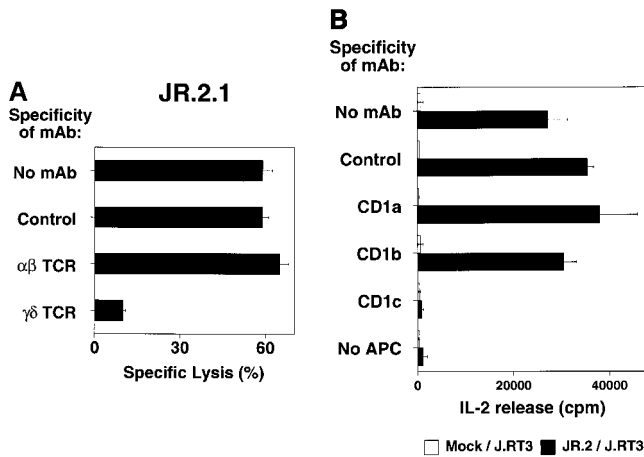 A
JR.2.1
Specificity
of mAb:
No mAb
Control
αβ TCR
γδ TCR
0
30
60
Specific Lysis (%)
B
Specificity
of mAb:
No mAb
Control
CD1a
CD1b
CD1c
No APC
0
20000
40000
IL-2 release (cpm)
Mock / J.RT3
JR.2 / J.RT3